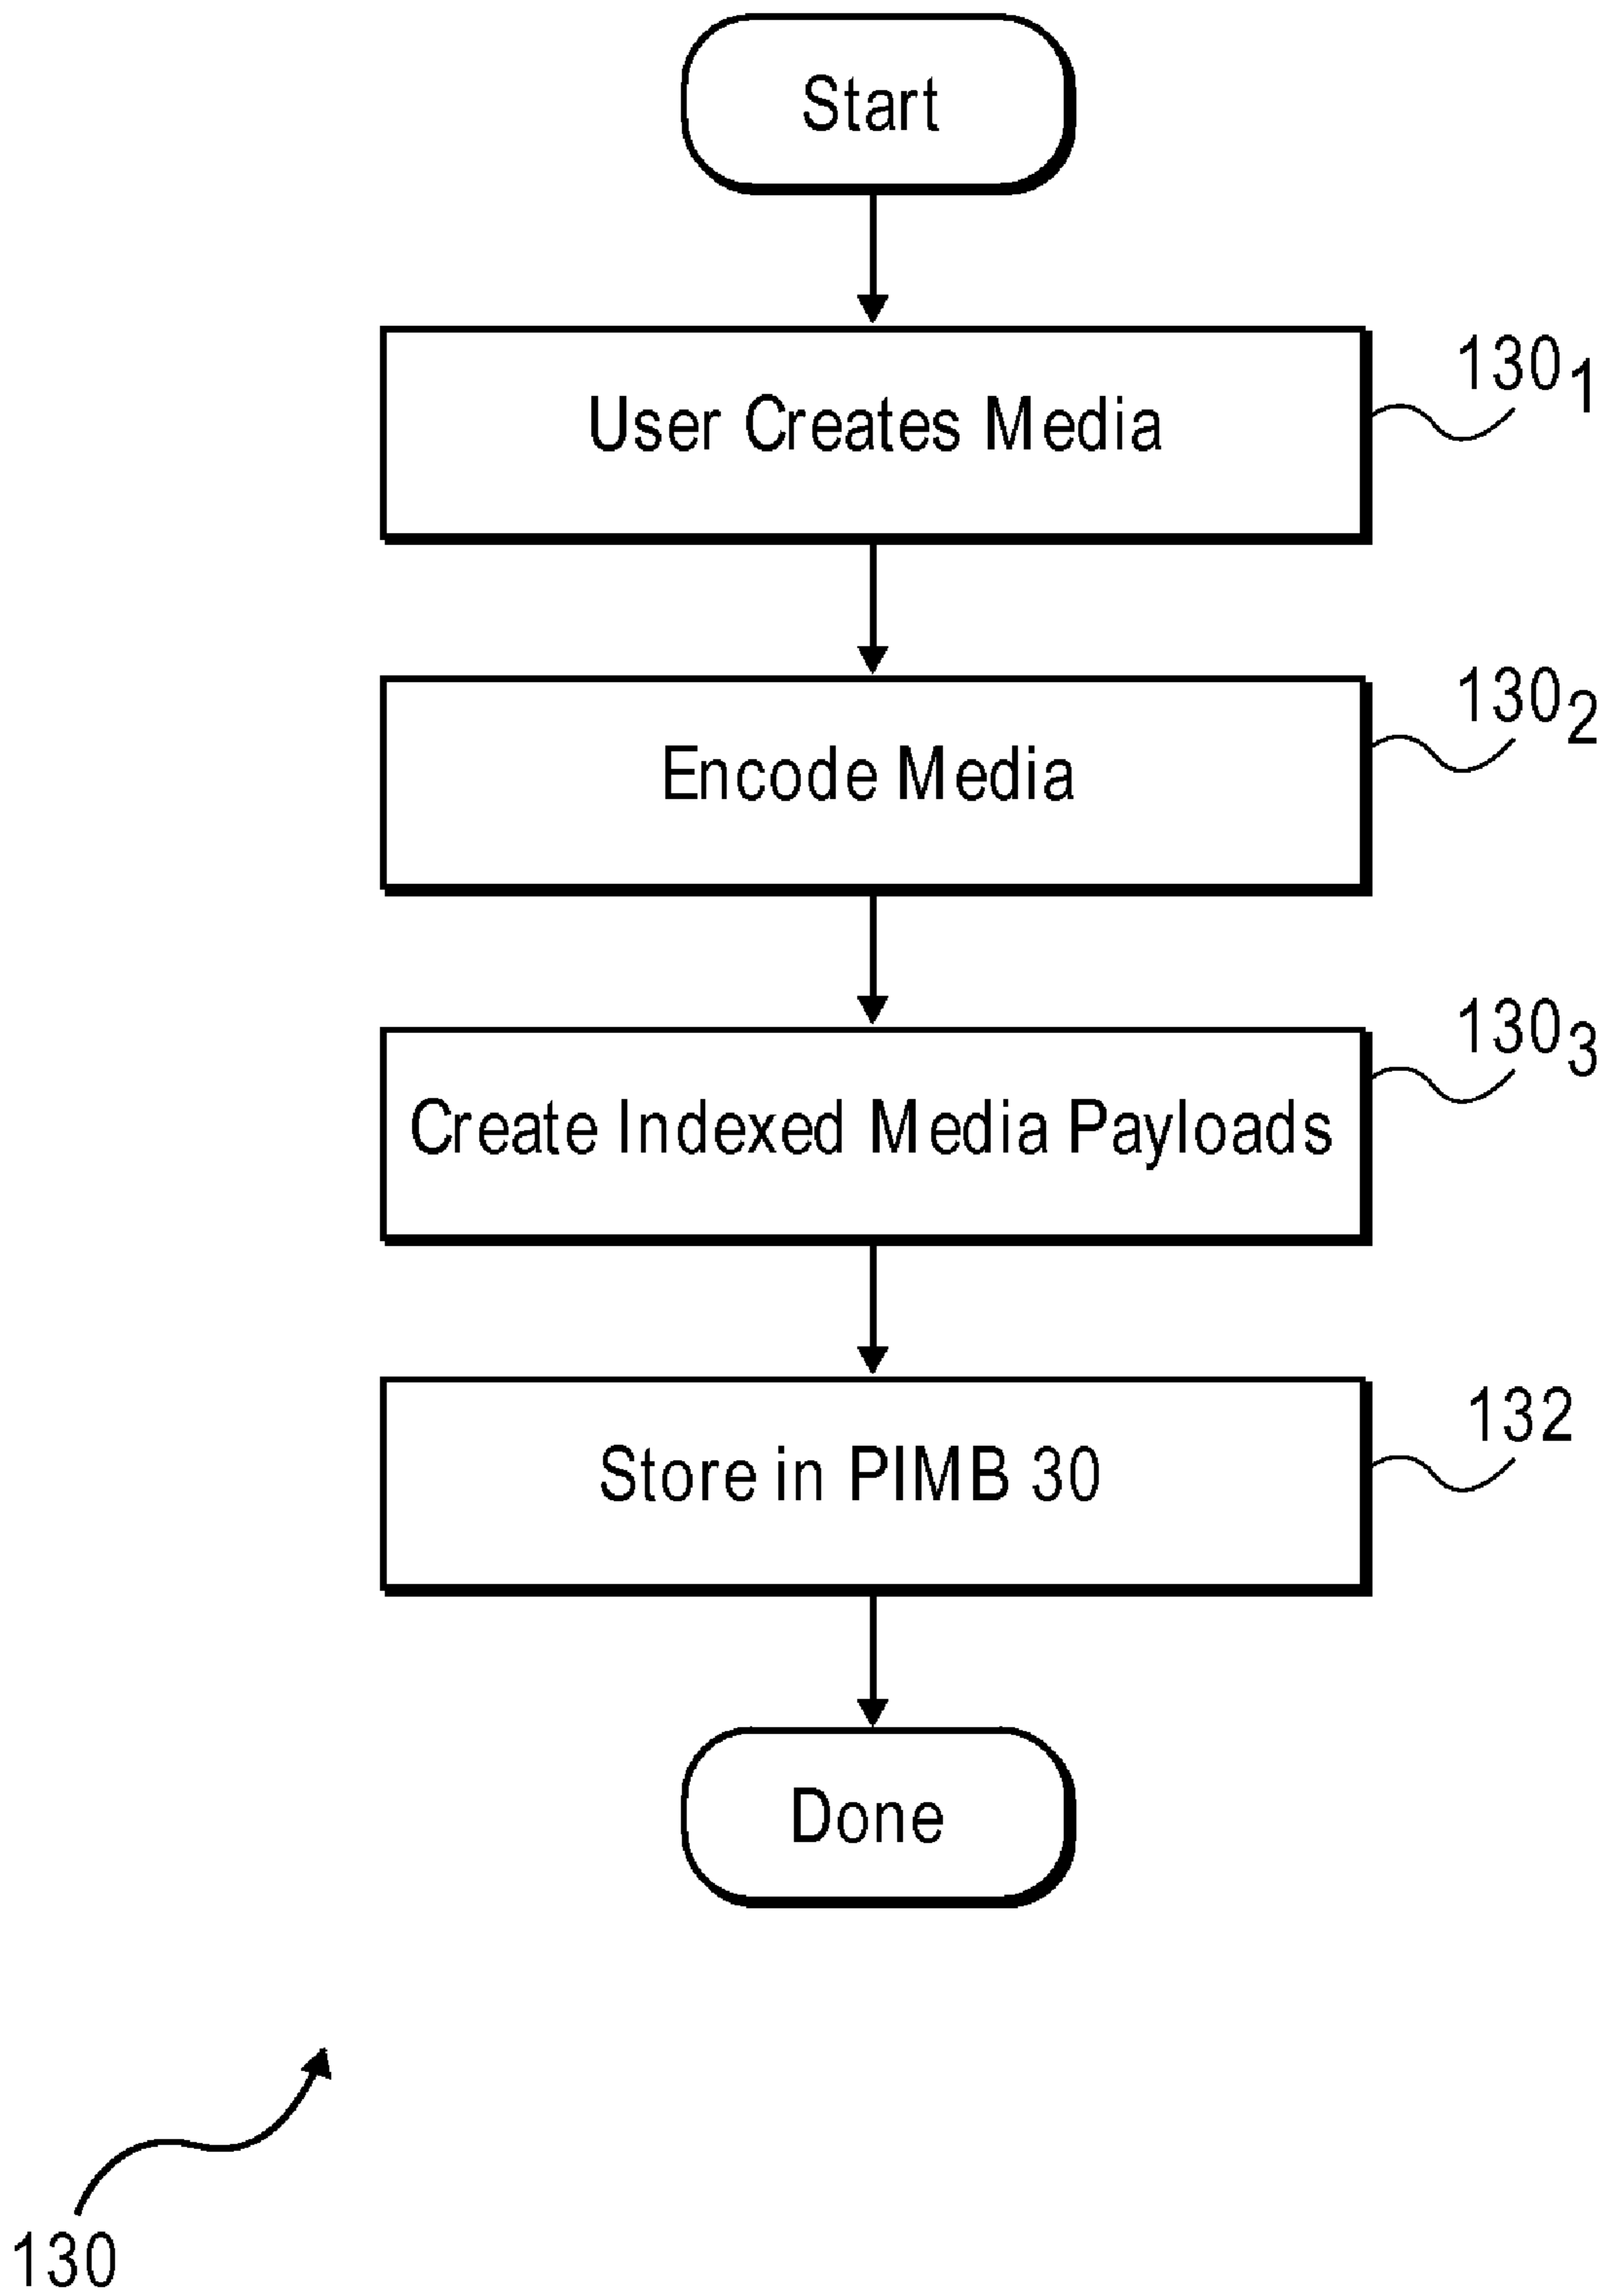 Start
User Creates Media
130₁
Encode Media
130₂
Create Indexed Media Payloads
130₃
Store in PIMB 30
132
Done
130